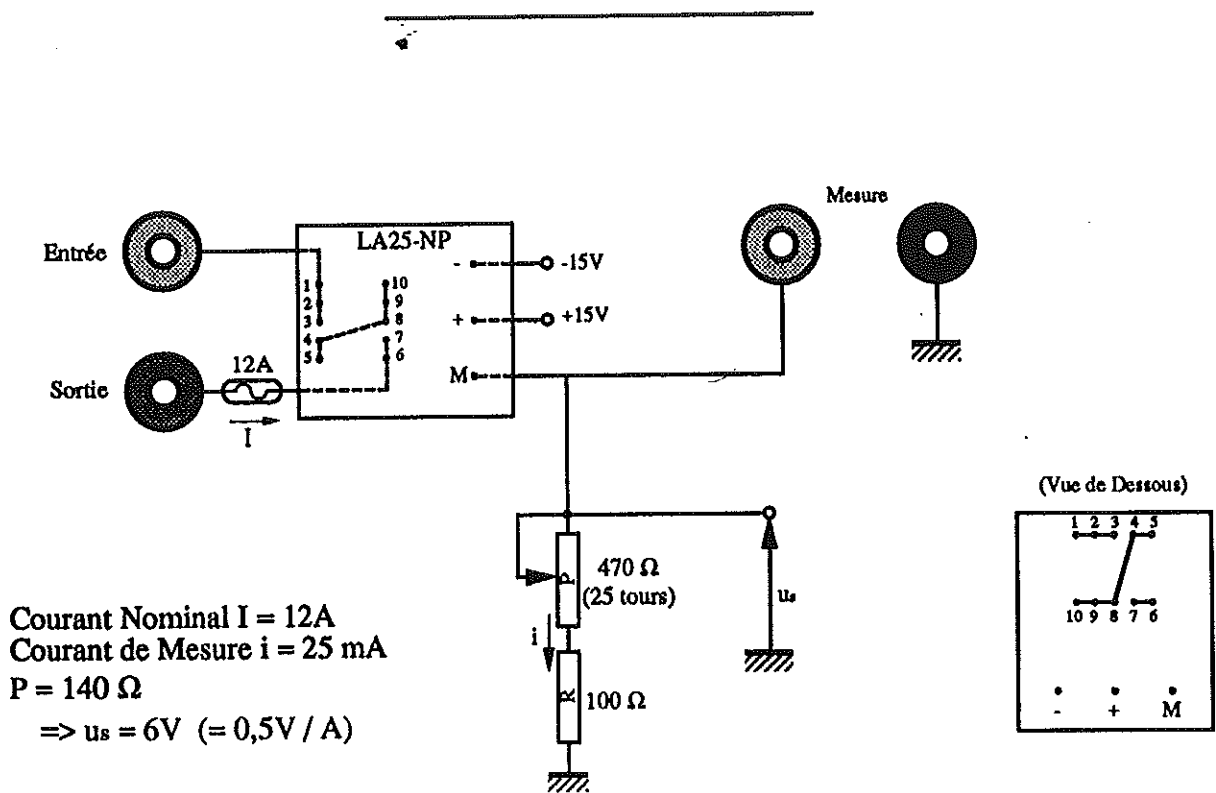 Mesure
Entrée
LA25-NP
- -15V
+ +15V
M
1
2
3
4
5
10
9
8
7
6
12A
Sortie
I
(Vue de Dessous)
1 2 3 4 5
10 9 8 7 6
- + M
P
470 Ω
(25 tours)
us
i
R
100 Ω
Courant Nominal I = 12A
Courant de Mesure i = 25 mA
P = 140 Ω
=> us = 6V (= 0,5V / A)